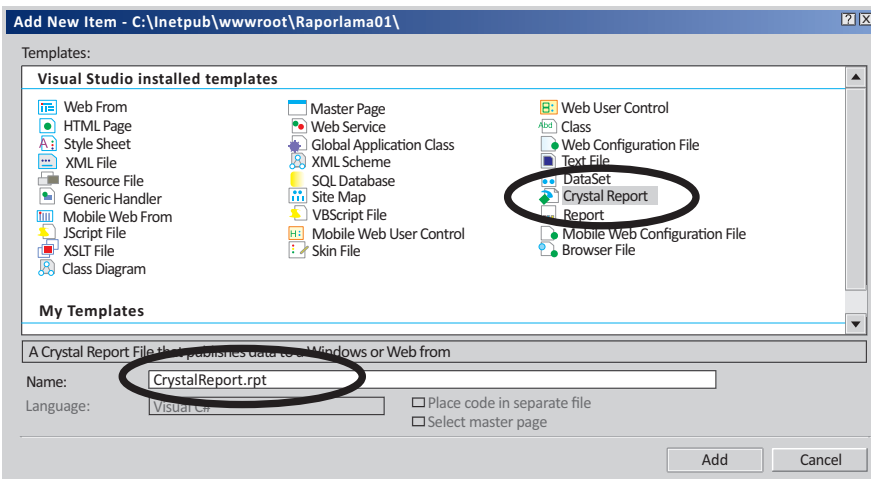 Add New Item - C:\Inetpub\wwwroot\Raporlama01\
Templates:
Visual Studio installed templates
Web From
HTML Page
Style Sheet
XML File
Resource File
Generic Handler
Mobile Web From
JScript File
XSLT File
Class Diagram
Master Page
Web Service
Global Application Class
XML Scheme
SQL Database
Site Map
VBScript File
Mobile Web User Control
Skin File
Web User Control
Class
Web Configuration File
Text File
DataSet
Crystal Report
Report
Mobile Web Configuration File
Browser File
My Templates
A Crystal Report File that publishes data to a Windows or Web from
Name: CrystalReport.rpt
Language: Visual C#
Place code in separate file
Select master page
Add Cancel